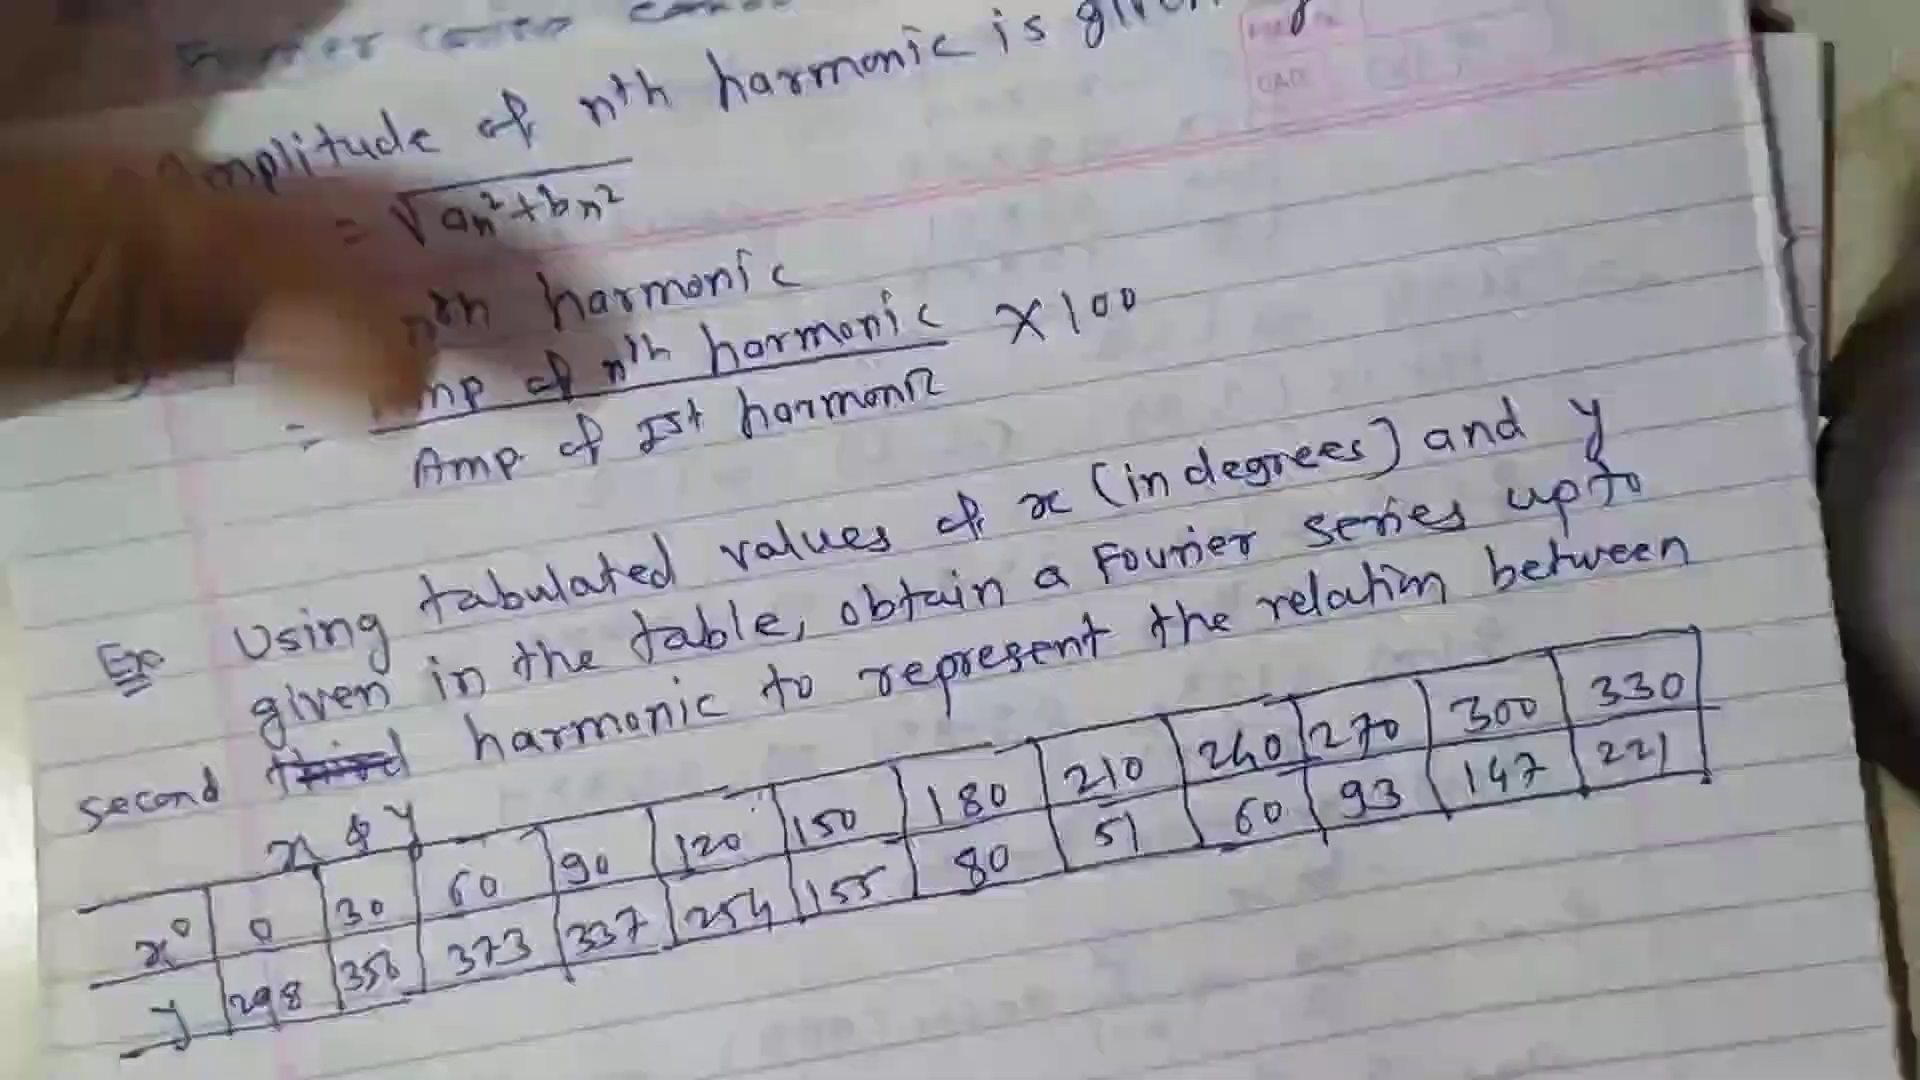 Amplitude of nth harmonic is given
= √an²+bn²
nth harmonic
= Amp of nth harmonic × 100
Amp of Ist harmonic
Ex Using tabulated values of x (in degrees) and y
given in the table, obtain a Fourier series upto
second third harmonic to represent the relation between
x & y
x° 0 30 60 90 120 150 180 210 240 270 300 330
y 298 356 373 337 254 155 80 51 60 93 147 221